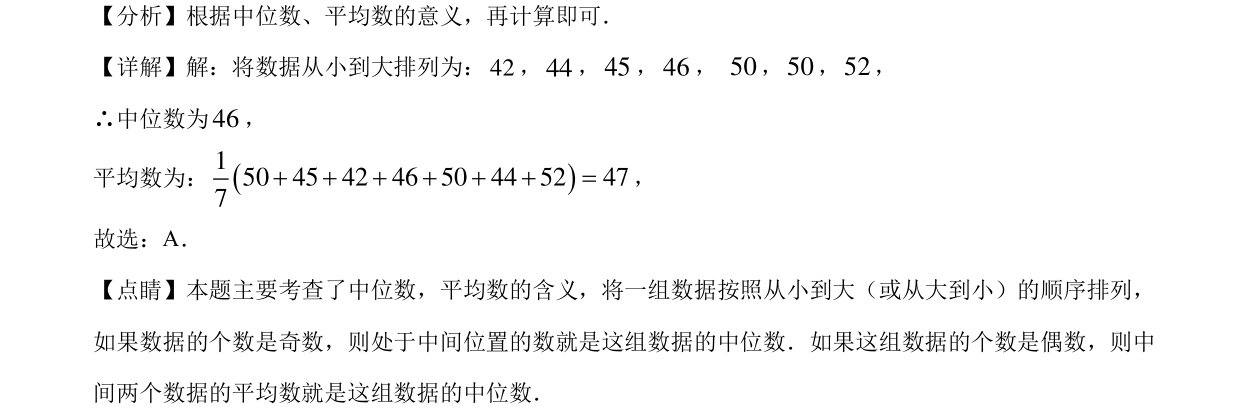 【分析】根据中位数、平均数的意义，再计算即可．
【详解】解：将数据从小到大排列为：42，44，45，46， 50，50，52，
∴中位数为46，
平均数为：1/7(50+45+42+46+50+44+52)=47，
故选：A．
【点睛】本题主要考查了中位数，平均数的含义，将一组数据按照从小到大（或从大到小）的顺序排列，
如果数据的个数是奇数，则处于中间位置的数就是这组数据的中位数．如果这组数据的个数是偶数，则中
间两个数据的平均数就是这组数据的中位数．